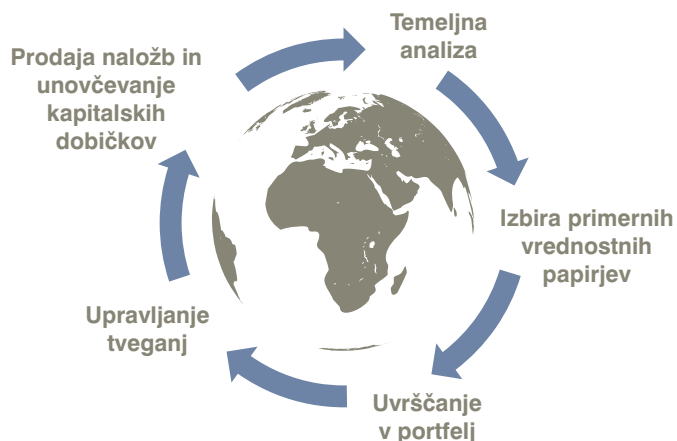 Temeljna
analiza
Izbira primernih
vrednostnih
papirjev
Uvrščanje
v portfelj
Upravljanje
tveganj
Prodaja naložb in
unovčevanje
kapitalskih
dobičkov